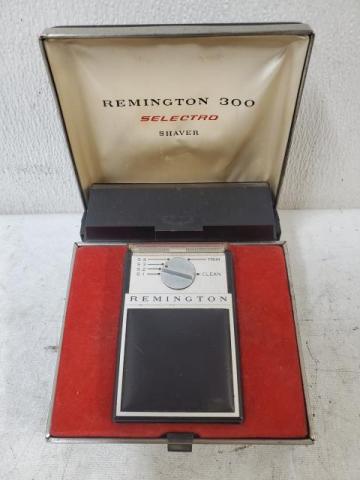 REMINGTON 300
SELECTRO
SHAVER
TRIM
CLEAN
REMINGTON